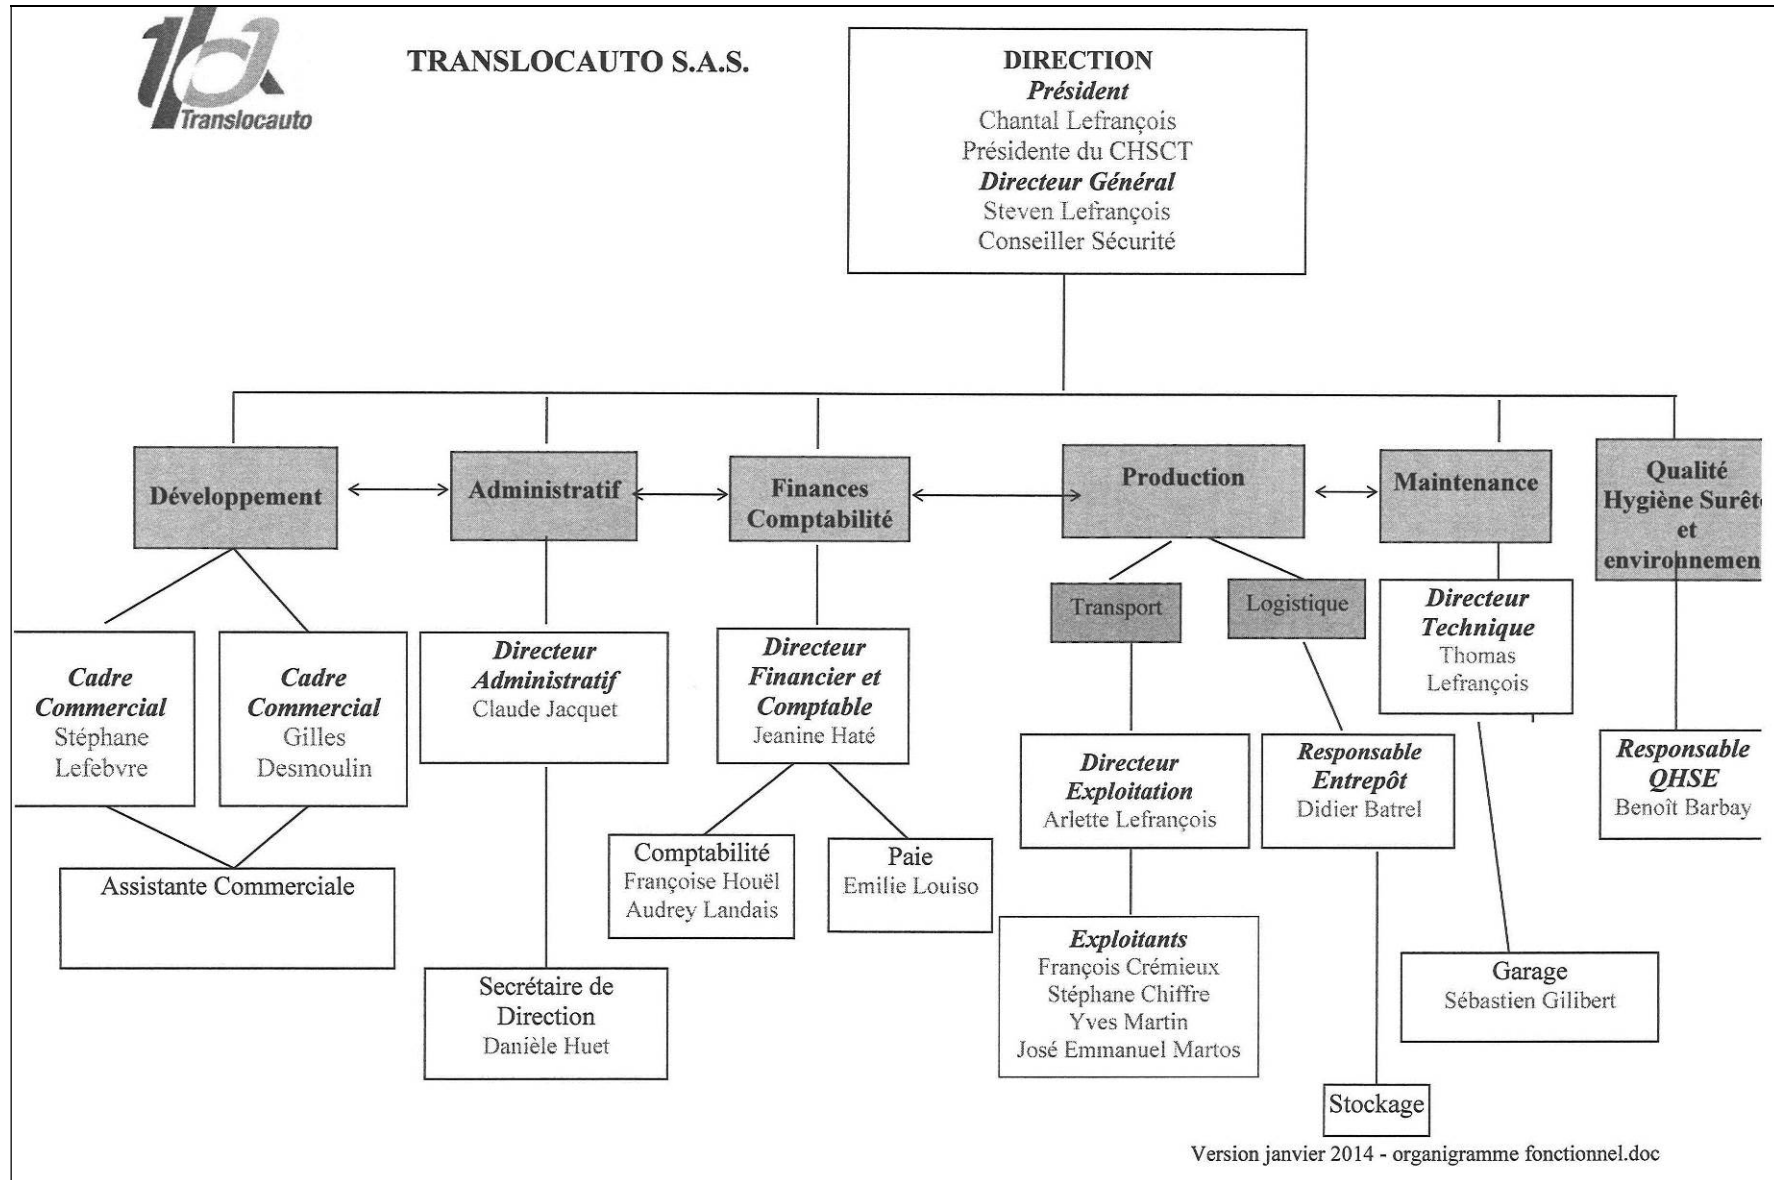 Translocauto
TRANSLOCAUTO S.A.S.
DIRECTION
Président
Chantal Lefrançois
Présidente du CHSCT
Directeur Général
Steven Lefrançois
Conseiller Sécurité
Développement
Administratif
Finances
Comptabilité
Production
Maintenance
Qualité
Hygiène Surêt
et
environnemen
Transport
Logistique
Cadre
Commercial
Stéphane
Lefebvre
Cadre
Commercial
Gilles
Desmoulin
Assistante Commerciale
Directeur
Administratif
Claude Jacquet
Secrétaire de
Direction
Danièle Huet
Directeur
Financier et
Comptable
Jeanine Haté
Comptabilité
Françoise Houël
Audrey Landais
Paie
Emilie Louiso
Directeur
Exploitation
Arlette Lefrançois
Exploitants
François Crémieux
Stéphane Chiffre
Yves Martin
José Emmanuel Martos
Responsable
Entrepôt
Didier Batrel
Stockage
Directeur
Technique
Thomas
Lefrançois
Garage
Sébastien Gilibert
Responsable
QHSE
Benoît Barbay
Version janvier 2014 - organigramme fonctionnel.doc